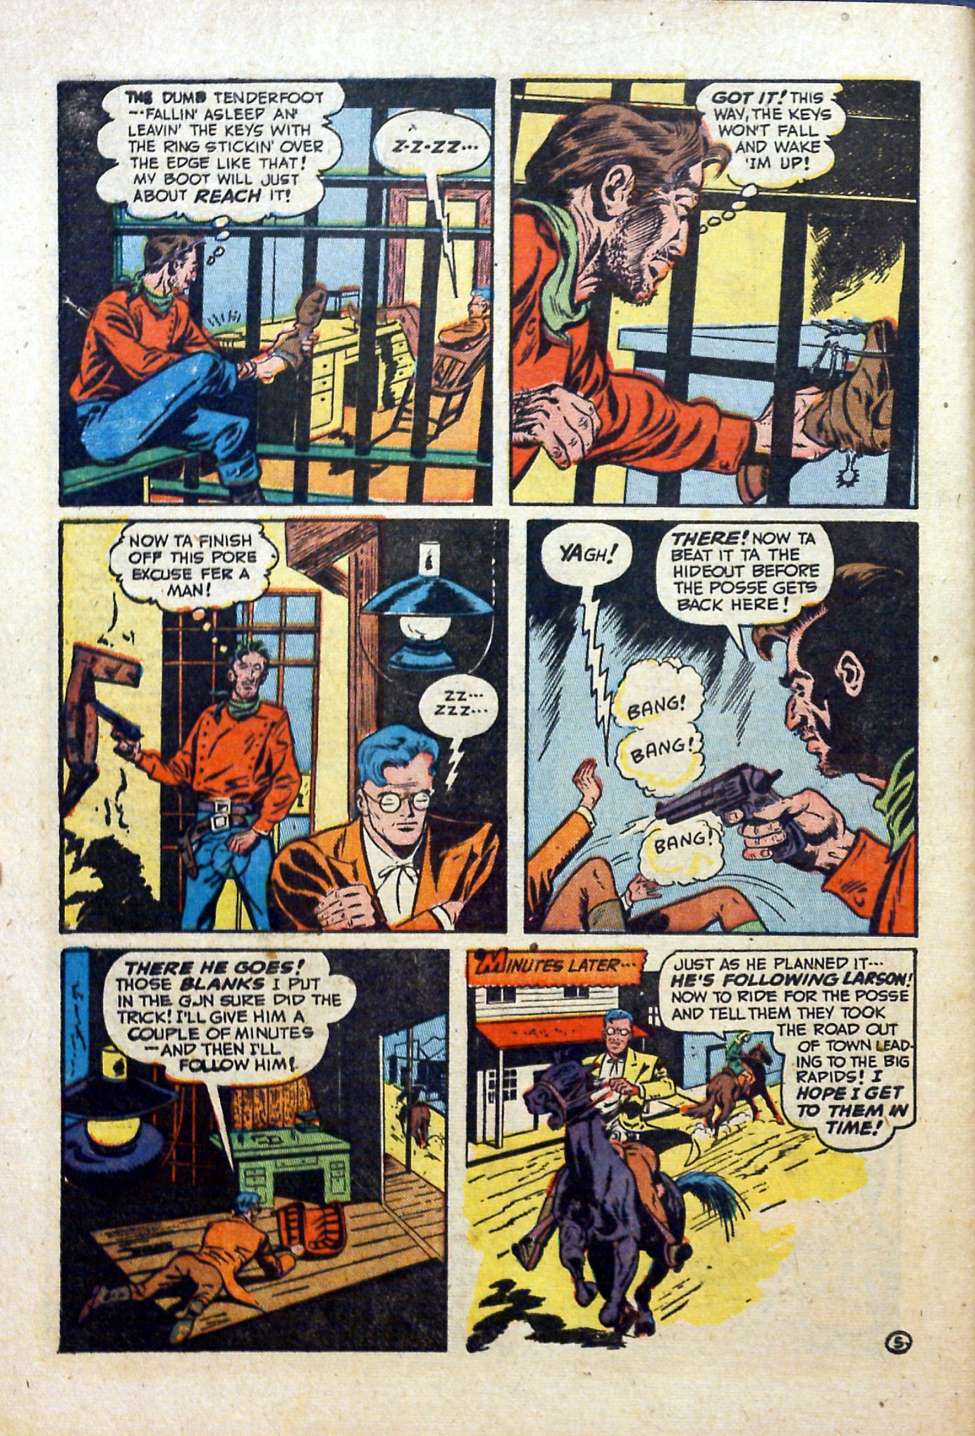 THE DUMB TENDERFOOT
--FALLIN' ASLEEP AN'
LEAVIN' THE KEYS WITH
THE RING STICKIN' OVER
THE EDGE LIKE THAT!
MY BOOT WILL JUST
ABOUT REACH IT!
Z-Z-ZZ---
GOT IT! THIS
WAY, THE KEYS
WON'T FALL
AND WAKE
'IM UP!
NOW TA FINISH
OFF THIS PORE
EXCUSE FER A
MAN!
ZZ---
ZZZ---
YAGH!
THERE! NOW TA
BEAT IT TA THE
HIDEOUT BEFORE
THE POSSE GETS
BACK HERE!
BANG!
BANG!
BANG!
THERE HE GOES!
THOSE BLANKS I PUT
IN THE GUN SURE DID THE
TRICK! I'LL GIVE HIM A
COUPLE OF MINUTES
--AND THEN I'LL
FOLLOW HIM!
MINUTES LATER---
JUST AS HE PLANNED IT---
HE'S FOLLOWING LARSON!
NOW TO RIDE FOR THE POSSE
AND TELL THEM THEY TOOK
THE ROAD OUT
OF TOWN LEAD-
ING TO THE BIG
RAPIDS! I
HOPE I GET
TO THEM IN
TIME!
5